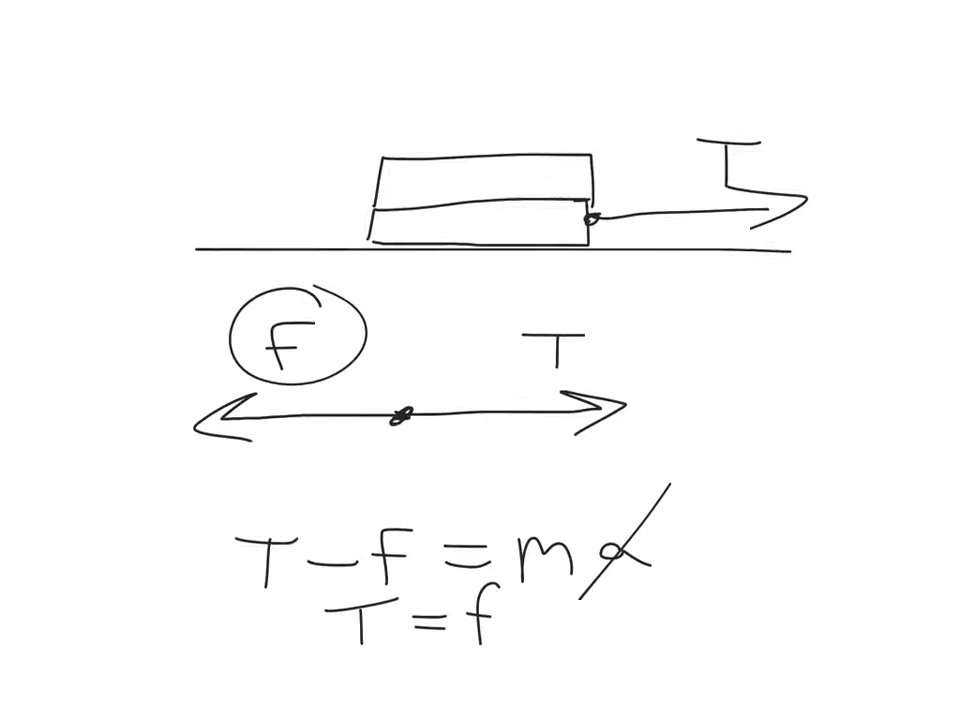 T
F
T
T - F = ma
T = f